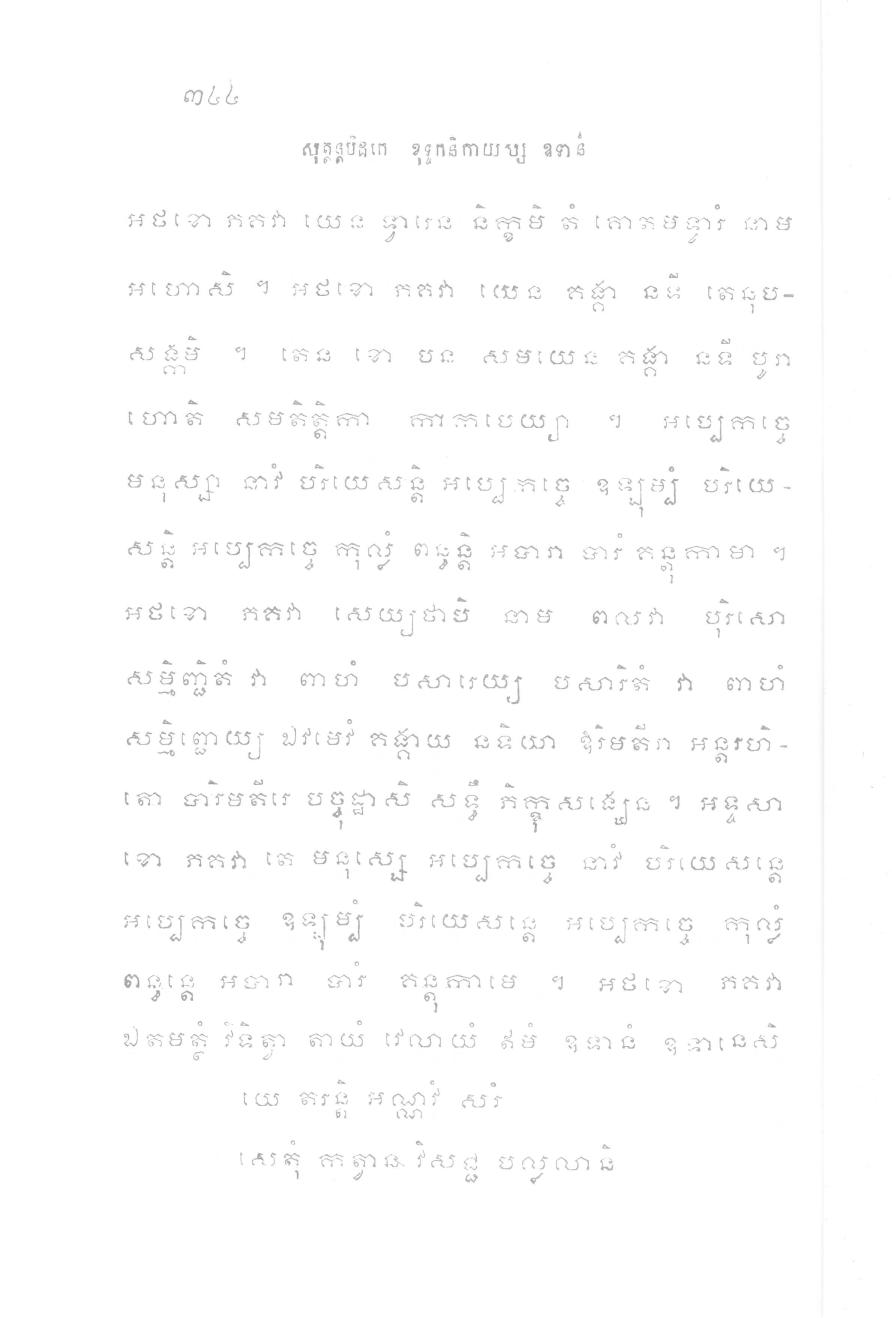 ៣៤៤
សុត្តន្តបិដកេ ខុទ្ទកនិកាយស្ស ឧទានំ
អថខោ ភគវា យេន ទ្វារេន និក្ខមិ តំ គោតមទ្វារំ នាម
អហោសិ ។ អថខោ ភគវា យេន គង្គា នទី តេនុប-
សង្កមិ ។ តេន ខោ បន សមយេន គង្គា នទី បូរា
ហោតិ សមតិត្តិកា កាកបេយ្យា ។ អប្បេកច្ចេ
មនុស្សា នាវំ បរិយេសន្តិ អប្បេកច្ចេ ឧឡុម្បំ បរិយេ-
សន្តិ អប្បេកច្ចេ កុល្លំ ពន្ធន្តិ អបារា បារំ គន្តុកាមា ។
អថខោ ភគវា សេយ្យថាបិ នាម ពលវា បុរិសោ
សម្មិញ្ជិតំ វា ពាហំ បសារេយ្យ បសារិតំ វា ពាហំ
សម្មិញ្ជេយ្យ ឯវមេវំ គង្គាយ នទិយា ឱរិមតីរា អន្តរហិ-
តោ បារិមតីរេ បច្ចុដ្ឋាសិ សទ្ធឹ ភិក្ខុសង្ឃេន ។ អទ្ទសា
ខោ ភគវា តេ មនុស្សេ អប្បេកច្ចេ នាវំ បរិយេសន្តេ
អប្បេកច្ចេ ឧឡុម្បំ បរិយេសន្តេ អប្បេកច្ចេ កុល្លំ
ពន្ធន្តេ អបារា បារំ គន្តុកាមេ ។ អថខោ ភគវា
ឯតមត្ថំ វិទិត្វា តាយំ វេលាយំ ឥមំ ឧទានំ ឧទានេសិ
យេ តរន្តិ អណ្ណវំ សរំ
សេតុំ កត្វាន វិសជ្ជ បល្លលានិ